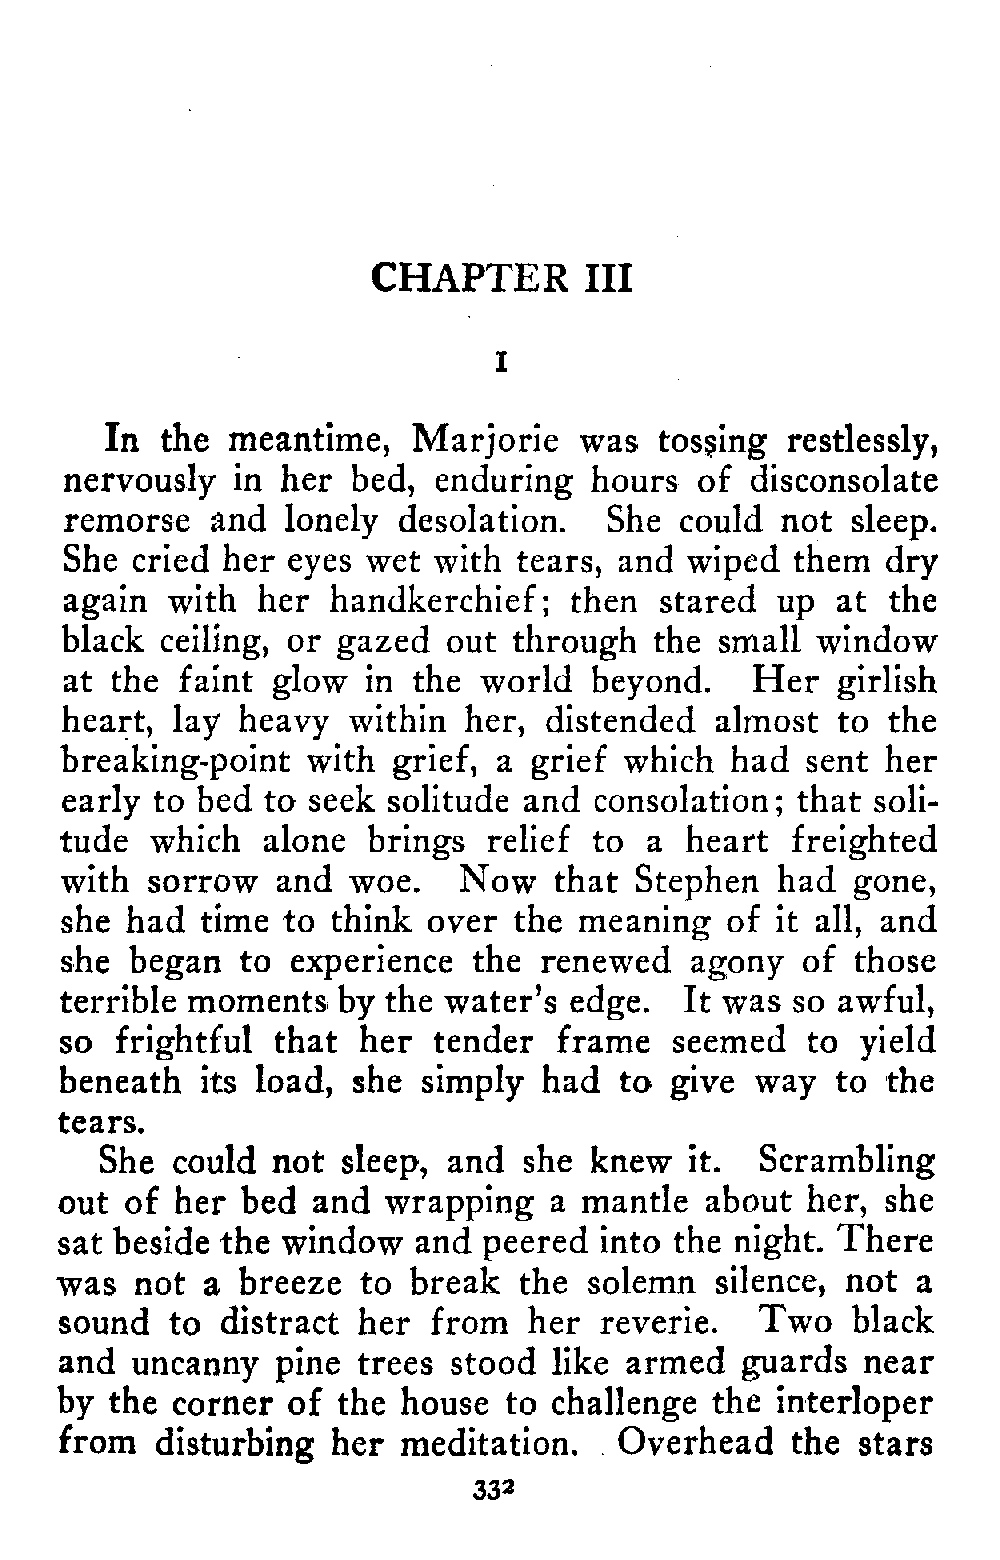 CHAPTER III
I
In the meantime, Marjorie was tossing restlessly,
nervously in her bed, enduring hours of disconsolate
remorse and lonely desolation. She could not sleep.
She cried her eyes wet with tears, and wiped them dry
again with her handkerchief; then stared up at the
black ceiling, or gazed out through the small window
at the faint glow in the world beyond. Her girlish
heart, lay heavy within her, distended almost to the
breaking-point with grief, a grief which had sent her
early to bed to seek solitude and consolation; that soli-
tude which alone brings relief to a heart freighted
with sorrow and woe. Now that Stephen had gone,
she had time to think over the meaning of it all, and
she began to experience the renewed agony of those
terrible moments by the water's edge. It was so awful,
so frightful that her tender frame seemed to yield
beneath its load, she simply had to give way to the
tears.
She could not sleep, and she knew it. Scrambling
out of her bed and wrapping a mantle about her, she
sat beside the window and peered into the night. There
was not a breeze to break the solemn silence, not a
sound to distract her from her reverie. Two black
and uncanny pine trees stood like armed guards near
by the corner of the house to challenge the interloper
from disturbing her meditation. Overhead the stars
332